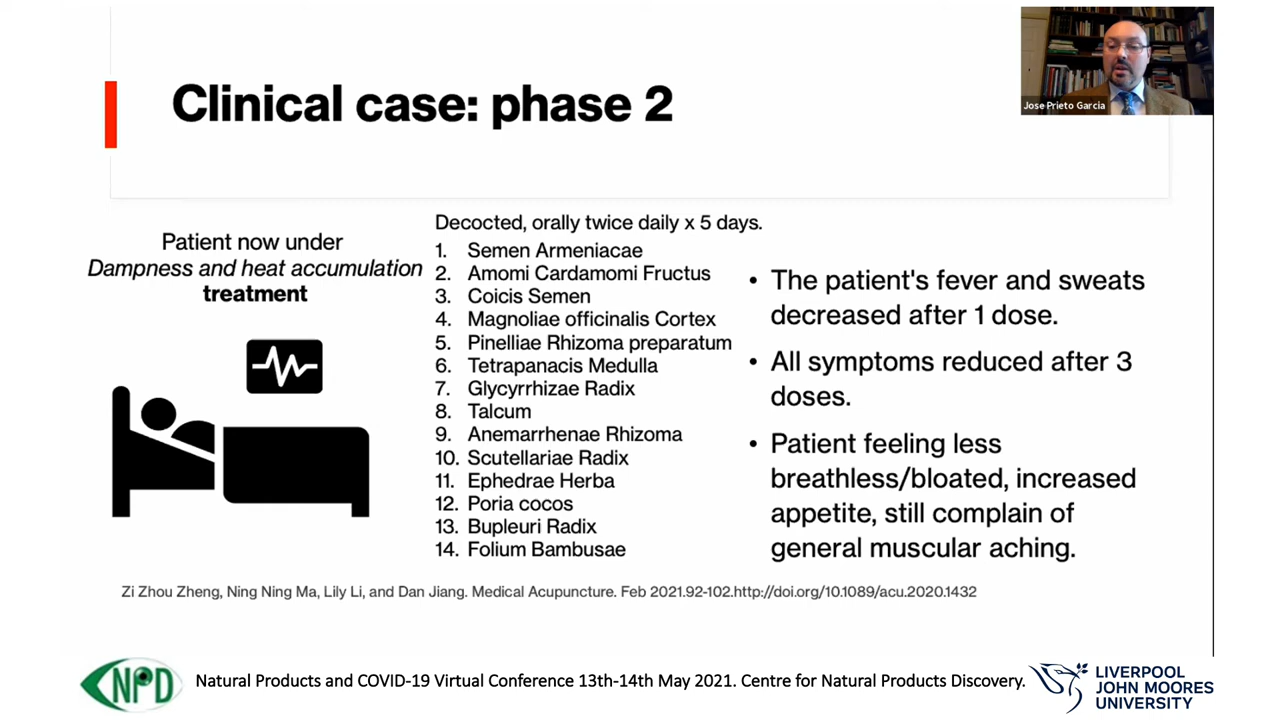 Clinical case: phase 2
Jose Prieto Garcia
Patient now under
Dampness and heat accumulation
treatment
Decocted, orally twice daily x 5 days.
1. Semen Armeniacae
2. Amomi Cardamomi Fructus
3. Coicis Semen
4. Magnoliae officinalis Cortex
5. Pinelliae Rhizoma preparatum
6. Tetrapanacis Medulla
7. Glycyrrhizae Radix
8. Talcum
9. Anemarrhenae Rhizoma
10. Scutellariae Radix
11. Ephedrae Herba
12. Poria cocos
13. Bupleuri Radix
14. Folium Bambusae
• The patient's fever and sweats
decreased after 1 dose.
• All symptoms reduced after 3
doses.
• Patient feeling less
breathless/bloated, increased
appetite, still complain of
general muscular aching.
Zi Zhou Zheng, Ning Ning Ma, Lily Li, and Dan Jiang. Medical Acupuncture. Feb 2021.92-102.http://doi.org/10.1089/acu.2020.1432
NPD
Natural Products and COVID-19 Virtual Conference 13th-14th May 2021. Centre for Natural Products Discovery.
LIVERPOOL
JOHN MOORES
UNIVERSITY